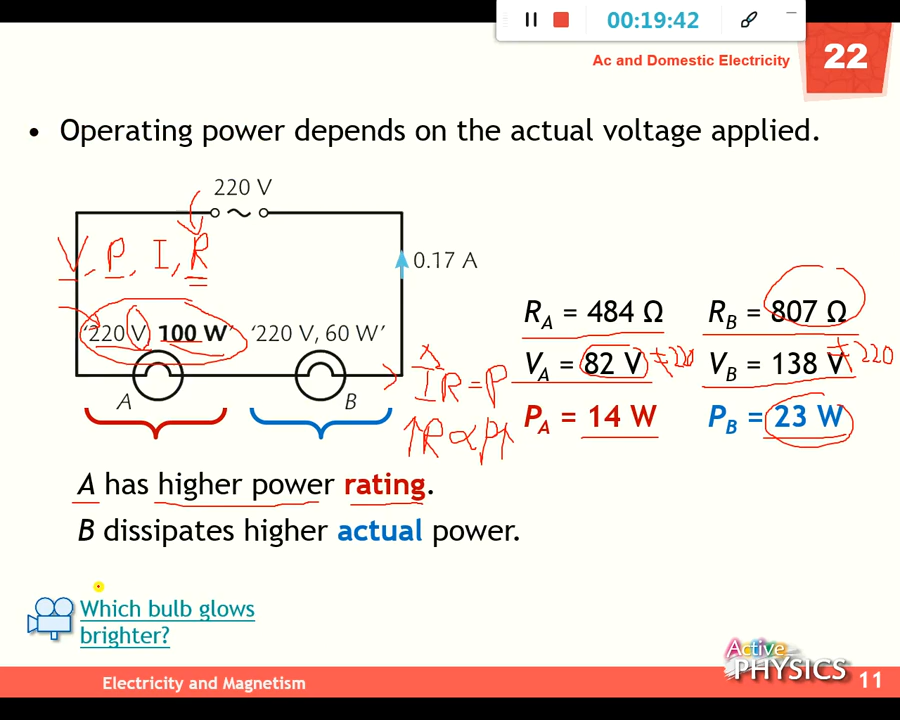 00:19:42
Ac and Domestic Electricity
22
• Operating power depends on the actual voltage applied.
220 V
0.17 A
V, P, I, R
'220 V, 100 W' '220 V, 60 W'
A B
R_A = 484 Ω R_B = 807 Ω
V_A = 82 V ≠ 220 V_B = 138 V ≠ 220
P_A = 14 W P_B = 23 W
IR = P
↑R ∝ P↑
A has higher power rating.
B dissipates higher actual power.
Which bulb glows
brighter?
Active
PHYSICS
Electricity and Magnetism
11